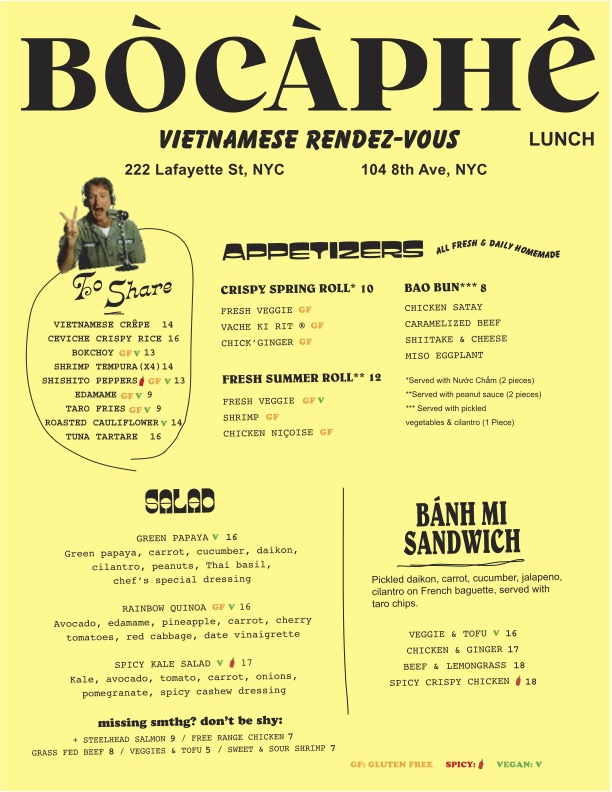 BÒCÀPHÊ
VIETNAMESE RENDEZ-VOUS
LUNCH
222 Lafayette St, NYC
104 8th Ave, NYC
To Share
VIETNAMESE CRÊPE 14
CEVICHE CRISPY RICE 16
BOKCHOY GF V 13
SHRIMP TEMPURA(X4) 14
SHISHITO PEPPERS GF V 13
EDAMAME GF V 9
TARO FRIES GF V 9
ROASTED CAULIFLOWER V 14
TUNA TARTARE 16
APPETIZERS
ALL FRESH & DAILY HOMEMADE
CRISPY SPRING ROLL* 10
FRESH VEGGIE GF
VACHE KI RIT ® GF
CHICK'GINGER GF
FRESH SUMMER ROLL** 12
FRESH VEGGIE GF V
SHRIMP GF
CHICKEN NIÇOISE GF
BAO BUN*** 8
CHICKEN SATAY
CARAMELIZED BEEF
SHIITAKE & CHEESE
MISO EGGPLANT
*Served with Nước Chấm (2 pieces)
**Served with peanut sauce (2 pieces)
*** Served with pickled
vegetables & cilantro (1 Piece)
SALAD
GREEN PAPAYA V 16
Green papaya, carrot, cucumber, daikon,
cilantro, peanuts, Thai basil,
chef's special dressing
RAINBOW QUINOA GF V 16
Avocado, edamame, pineapple, carrot, cherry
tomatoes, red cabbage, date vinaigrette
SPICY KALE SALAD V 17
Kale, avocado, tomato, carrot, onions,
pomegranate, spicy cashew dressing
missing smthg? don't be shy:
+ STEELHEAD SALMON 9 / FREE RANGE CHICKEN 7
GRASS FED BEEF 8 / VEGGIES & TOFU 5 / SWEET & SOUR SHRIMP 7
BÁNH MI
SANDWICH
Pickled daikon, carrot, cucumber, jalapeno,
cilantro on French baguette, served with
taro chips.
VEGGIE & TOFU V 16
CHICKEN & GINGER 17
BEEF & LEMONGRASS 18
SPICY CRISPY CHICKEN 18
GF: GLUTEN FREE SPICY: VEGAN: V